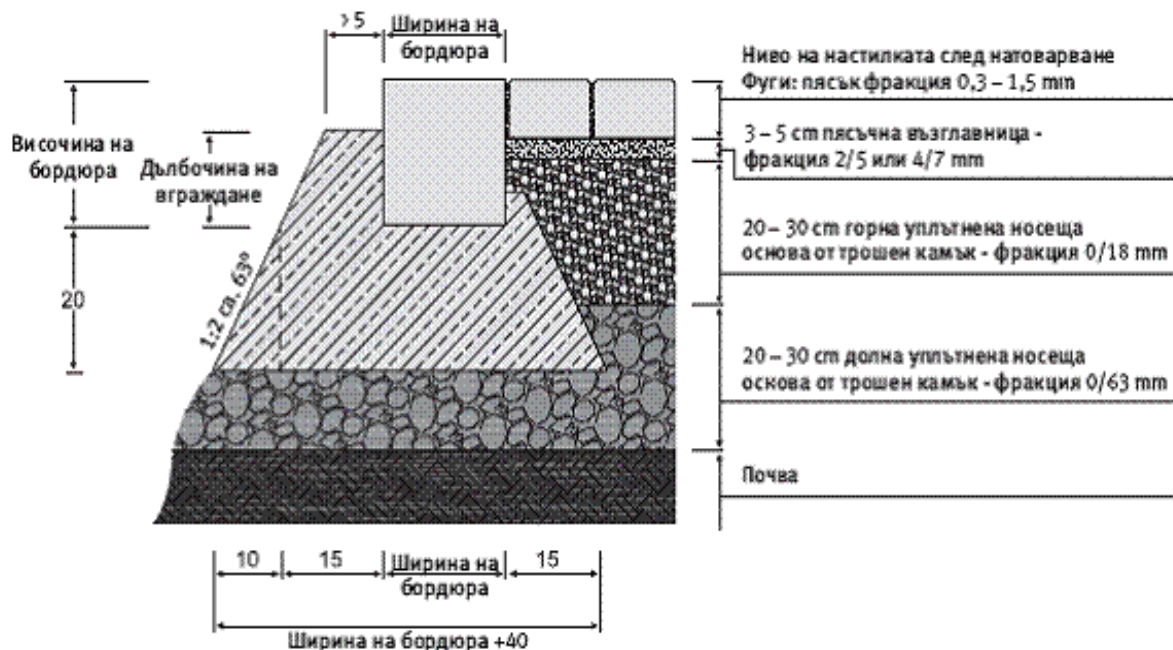 >5
Ширина на
бордюра
Височина на
бордюра
Дълбочина на
вграждане
20
1:2 ca. 63°
Ниво на настилката след натоварване
Фуги: пясък фракция 0,3 – 1,5 mm
3 – 5 cm пясъчна възглавница -
фракция 2/5 или 4/7 mm
20 – 30 cm горна уплътнена носеща
основа от трошен камък - фракция 0/18 mm
20 – 30 cm долна уплътнена носеща
основа от трошен камък - фракция 0/63 mm
Почва
10
15
Ширина на
бордюра
15
Ширина на бордюра +40